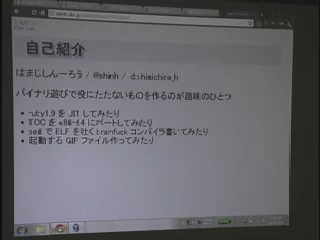 自己紹介
はまじしんーろう / @shinh / d:shinichiro_h
バイナリ遊びで役にたたないものを作るのが趣味のひとつ
ruby1.9 を JIT してみたり
TCC を x86-64 にポートしてみたり
sed で ELF を吐く brainfuck コンパイラ書いてみたり
起動する GIF ファイル作ってみたり